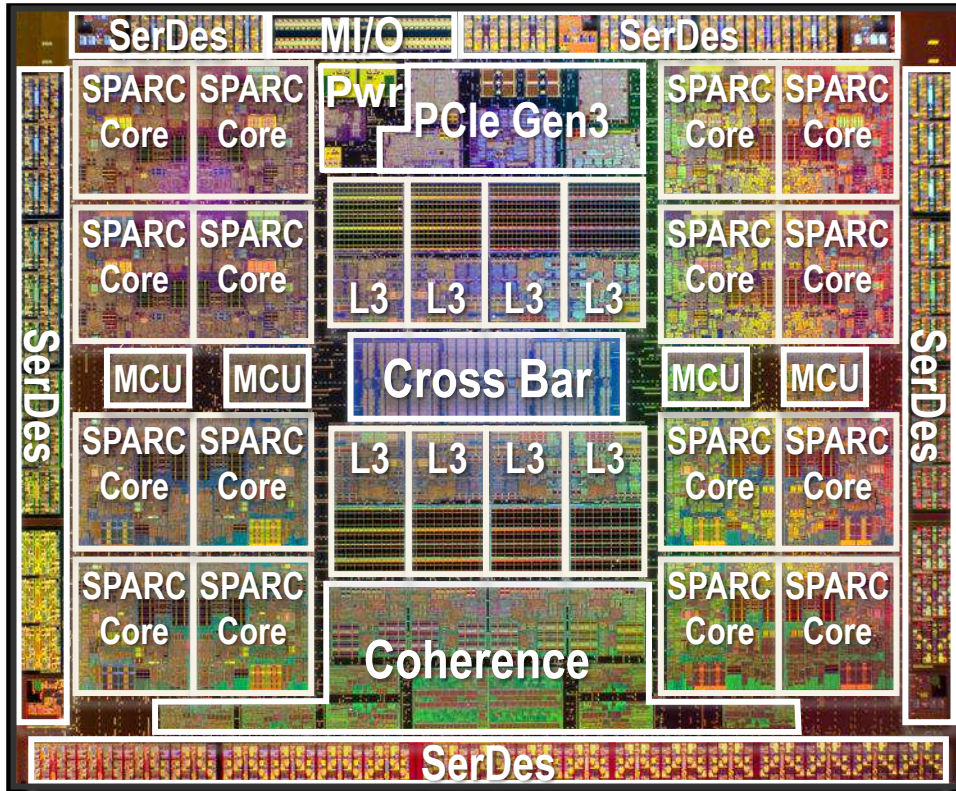 SerDes
MI/O
SerDes
SPARC Core
SPARC Core
Pwr
PCIe Gen3
SPARC Core
SPARC Core
SPARC Core
SPARC Core
L3
L3
L3
L3
SPARC Core
SPARC Core
SerDes
MCU
MCU
Cross Bar
MCU
MCU
SerDes
SPARC Core
SPARC Core
L3
L3
L3
L3
SPARC Core
SPARC Core
SPARC Core
SPARC Core
Coherence
SPARC Core
SPARC Core
SerDes